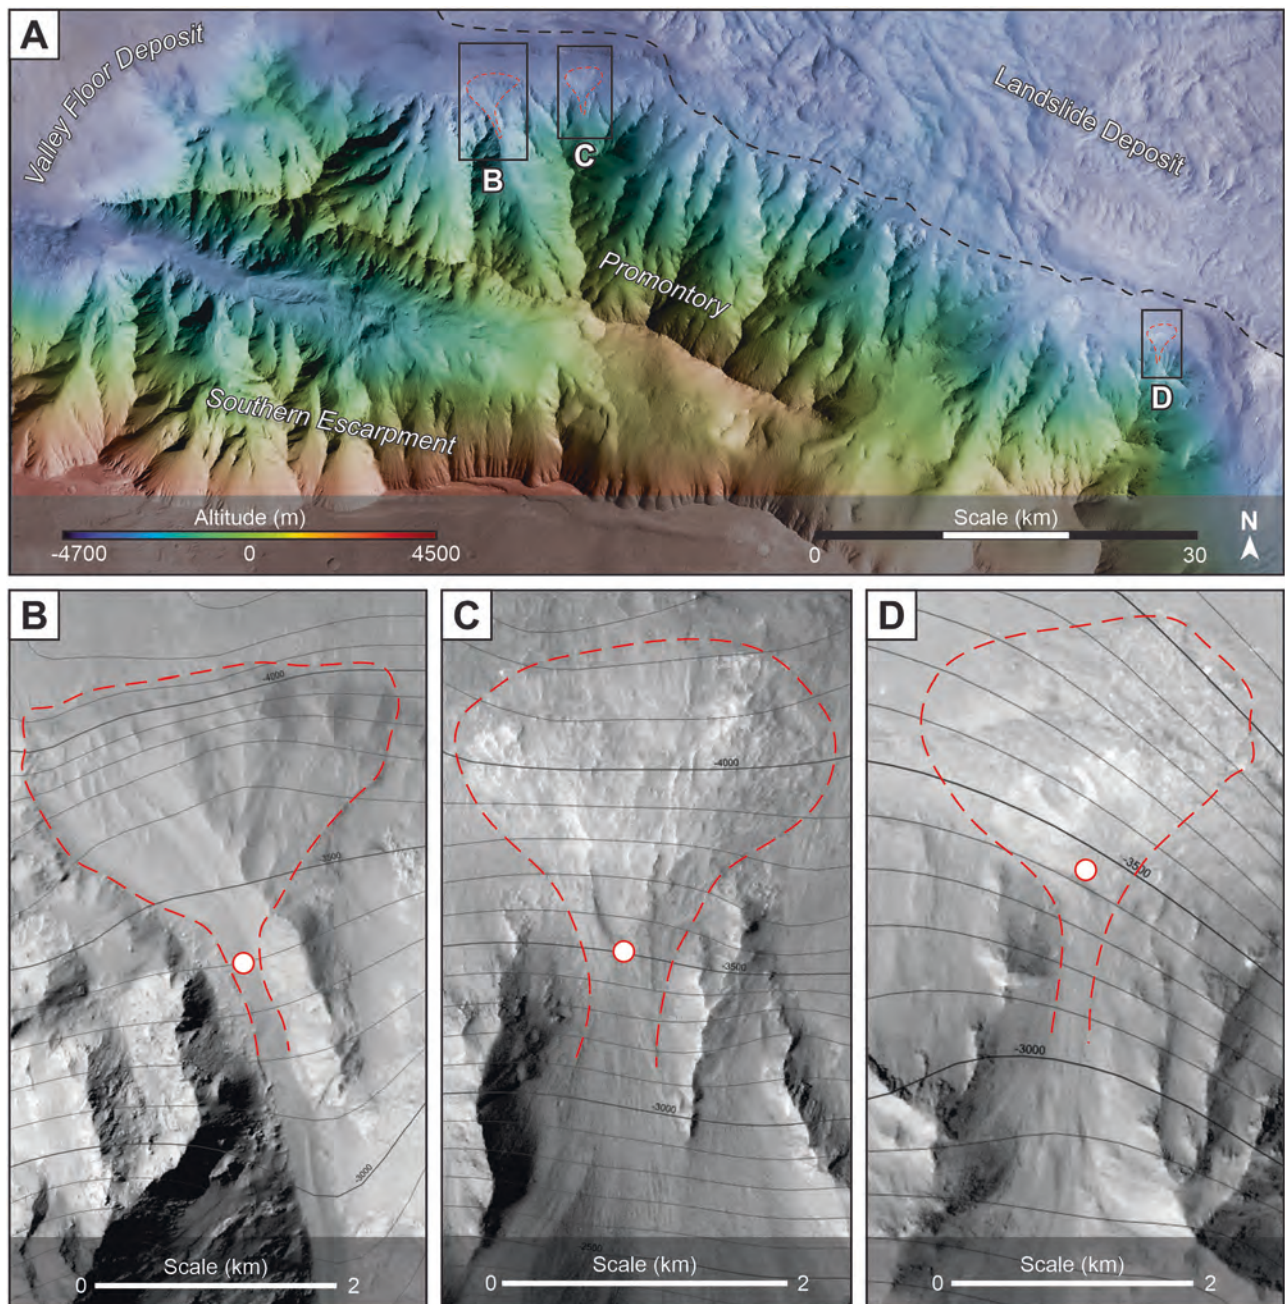 A
Valley Floor Deposit
Landslide Deposit
B
C
Promontory
D
Southern Escarpment
Altitude (m)
-4700 0 4500
Scale (km)
0 30
N
B
-4000
-3500
-3000
Scale (km)
0 2
C
-4000
-3500
-3000
-2500
Scale (km)
0 2
D
-3500
-3000
Scale (km)
0 2